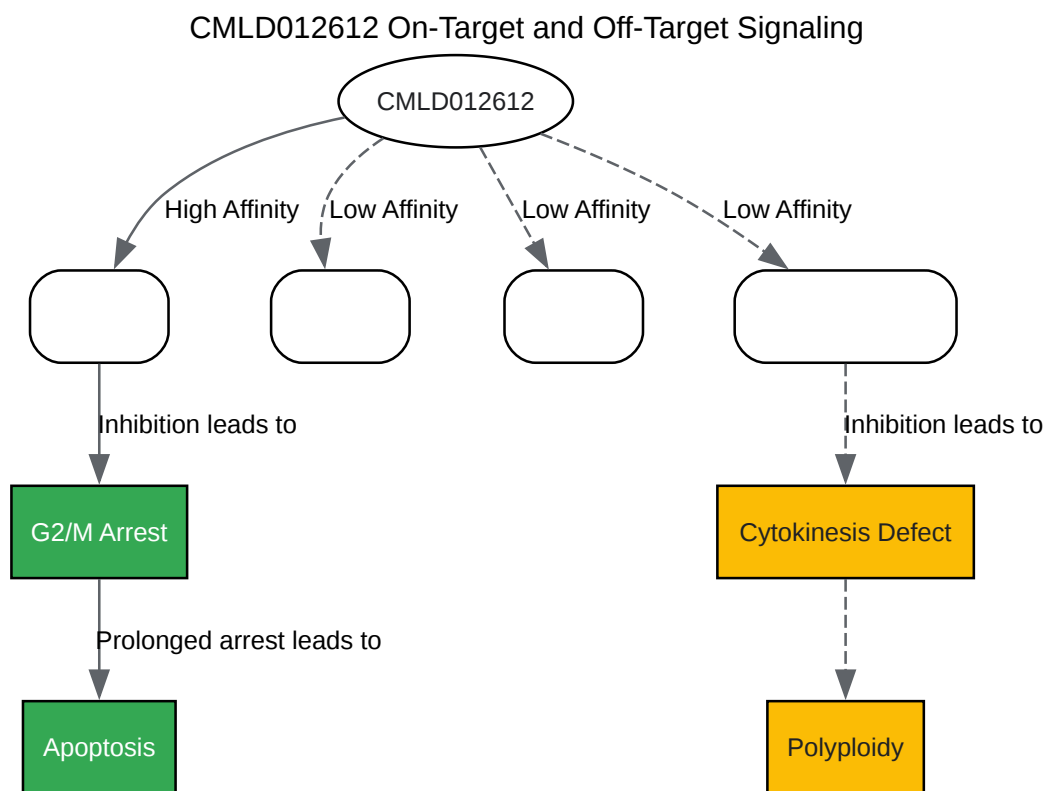 CMLD012612 On-Target and Off-Target Signaling
CMLD012612
High Affinity
Low Affinity
Low Affinity
Low Affinity
Inhibition leads to
Inhibition leads to
G2/M Arrest
Cytokinesis Defect
Prolonged arrest leads to
Apoptosis
Polyploidy